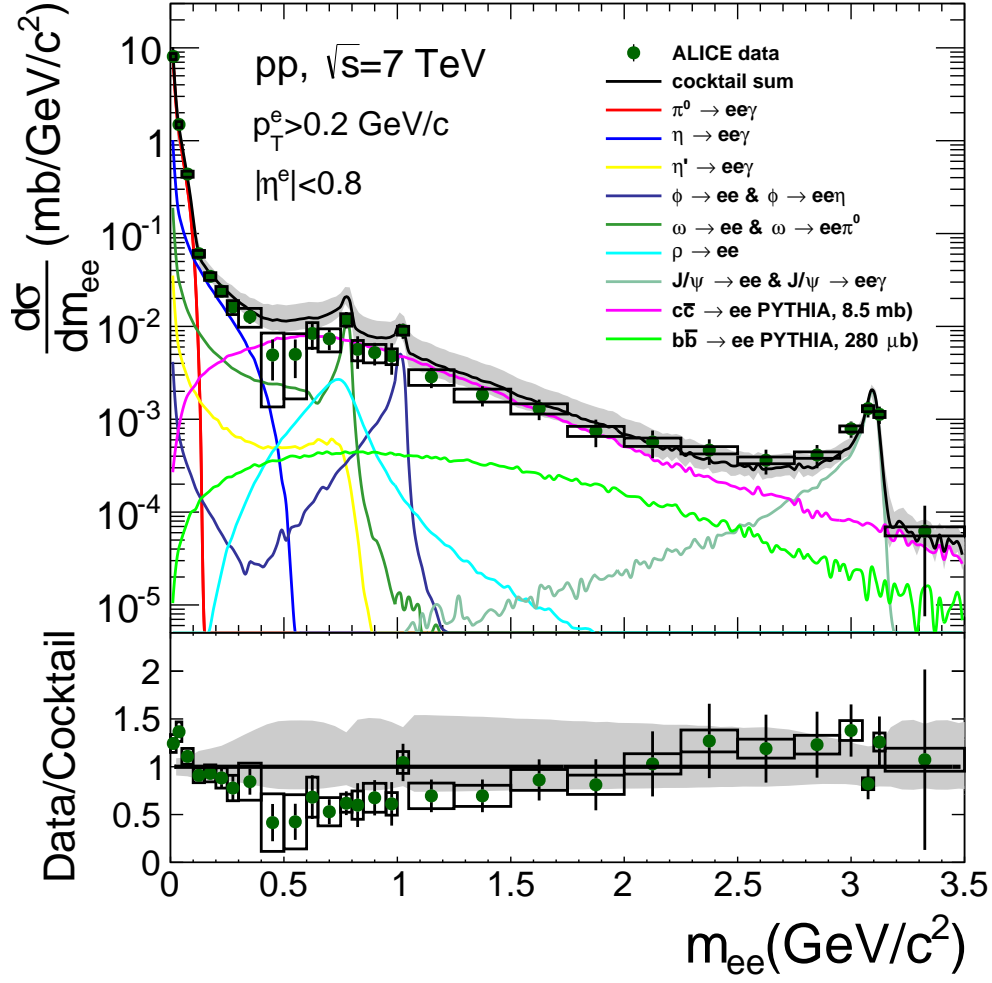 dσ/dm_ee (mb/GeV/c²)
10
1
10⁻¹
10⁻²
10⁻³
10⁻⁴
10⁻⁵
pp, √s=7 TeV
p_T^e>0.2 GeV/c
|η^e|<0.8
ALICE data
cocktail sum
π⁰ → eeγ
η → eeγ
η' → eeγ
ϕ → ee & ϕ → eeη
ω → ee & ω → eeπ⁰
ρ → ee
J/ψ → ee & J/ψ → eeγ
cc̅ → ee PYTHIA, 8.5 mb)
bb̅ → ee PYTHIA, 280 μb)
Data/Cocktail
2
1.5
1
0.5
0
0 0.5 1 1.5 2 2.5 3 3.5
m_ee(GeV/c²)